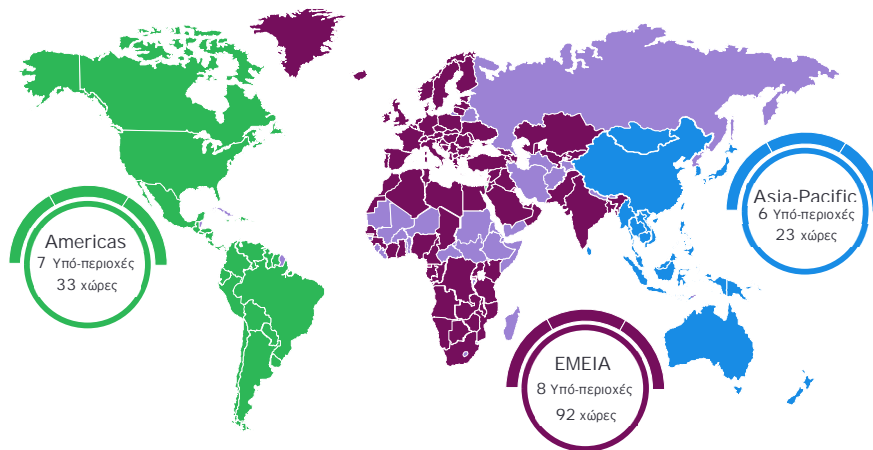 Americas
7 Υπό-περιοχές
33 χώρες
Asia-Pacific
6 Υπό-περιοχές
23 χώρες
EMEIA
8 Υπό-περιοχές
92 χώρες